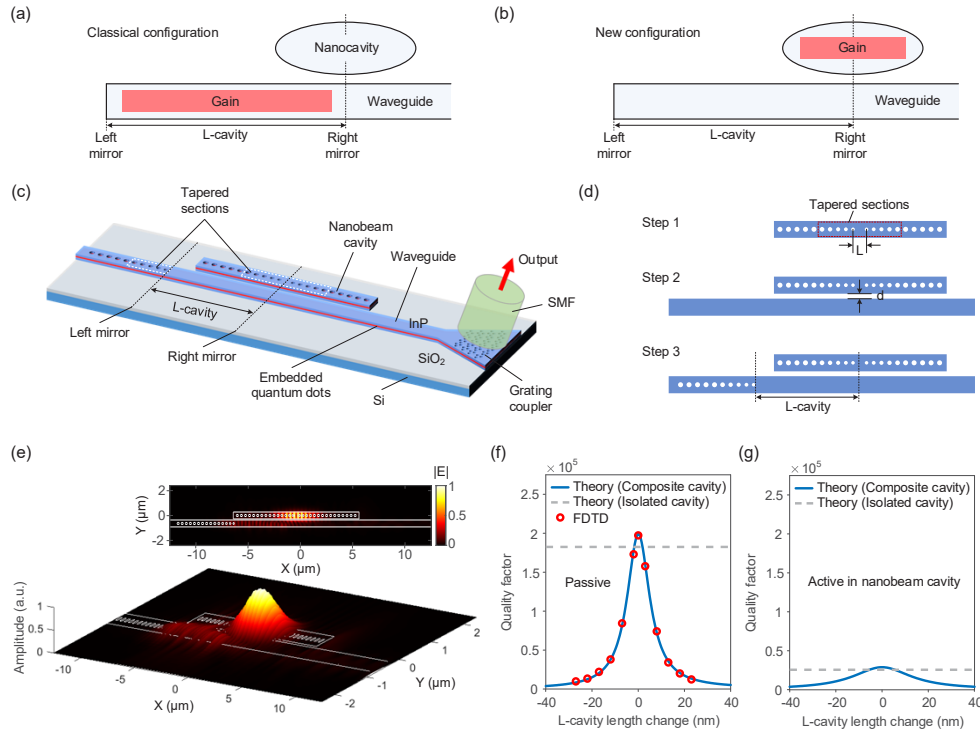 (a)
Classical configuration
Nanocavity
Gain
Waveguide
L-cavity
Left
mirror
Right
mirror
(b)
New configuration
Gain
Waveguide
L-cavity
Left
mirror
Right
mirror
(c)
Tapered
sections
Nanobeam
cavity
Waveguide
Output
SMF
L-cavity
Left mirror
Right mirror
InP
SiO2
Si
Embedded
quantum dots
Grating
coupler
(d)
Step 1
Tapered sections
L
Step 2
d
Step 3
L-cavity
(e)
|E|
1
0.5
0
2
0
-2
Y (μm)
-10
-5
0
5
10
X (μm)
Amplitude (a.u.)
1
0.5
0
-10
-5
0
5
10
X (μm)
2
1
0
-1
-2
Y (μm)
(f)
× 10⁵
Theory (Composite cavity)
Theory (Isolated cavity)
FDTD
Passive
Quality factor
2.5
2
1.5
1
0.5
0
-40
-20
0
20
40
L-cavity length change (nm)
(g)
× 10⁵
Theory (Composite cavity)
Theory (Isolated cavity)
Active in nanobeam cavity
Quality factor
2.5
2
1.5
1
0.5
0
-40
-20
0
20
40
L-cavity length change (nm)